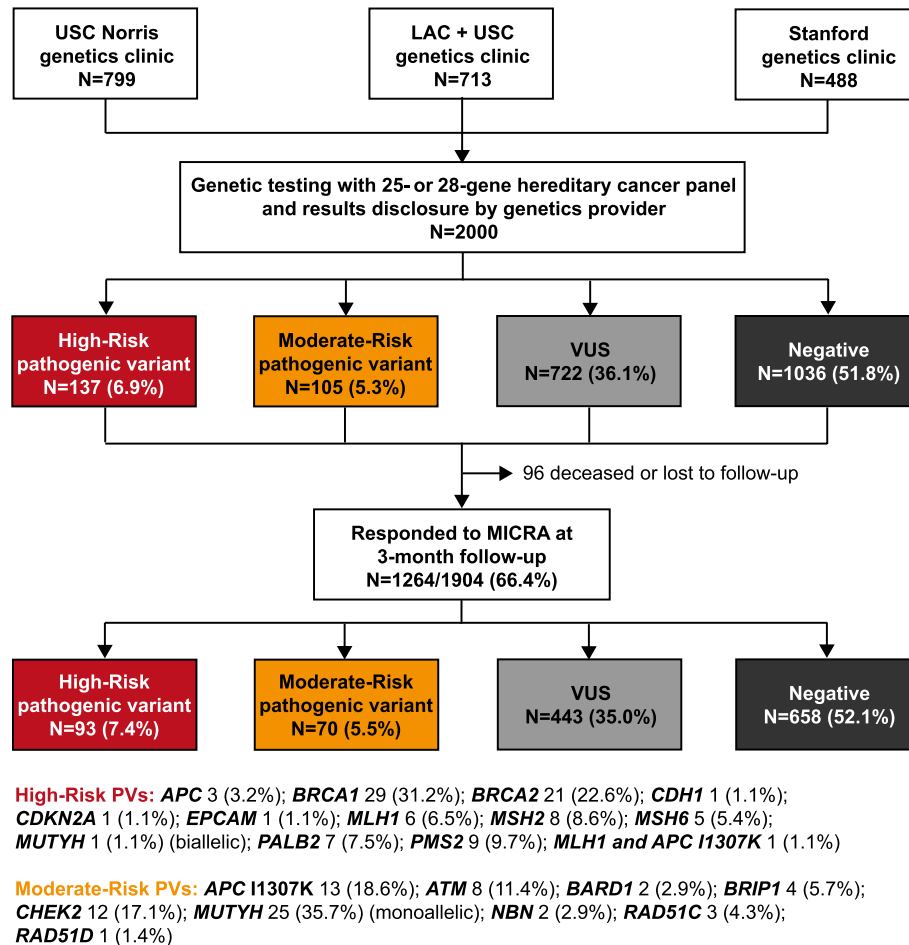 USC Norris
genetics clinic
N=799
LAC + USC
genetics clinic
N=713
Stanford
genetics clinic
N=488
Genetic testing with 25- or 28-gene hereditary cancer panel
and results disclosure by genetics provider
N=2000
High-Risk
pathogenic variant
N=137 (6.9%)
Moderate-Risk
pathogenic variant
N=105 (5.3%)
VUS
N=722 (36.1%)
Negative
N=1036 (51.8%)
96 deceased or lost to follow-up
Responded to MICRA at
3-month follow-up
N=1264/1904 (66.4%)
High-Risk
pathogenic variant
N=93 (7.4%)
Moderate-Risk
pathogenic variant
N=70 (5.5%)
VUS
N=443 (35.0%)
Negative
N=658 (52.1%)
High-Risk PVs: APC 3 (3.2%); BRCA1 29 (31.2%); BRCA2 21 (22.6%); CDH1 1 (1.1%);
CDKN2A 1 (1.1%); EPCAM 1 (1.1%); MLH1 6 (6.5%); MSH2 8 (8.6%); MSH6 5 (5.4%);
MUTYH 1 (1.1%) (biallelic); PALB2 7 (7.5%); PMS2 9 (9.7%); MLH1 and APC I1307K 1 (1.1%)
Moderate-Risk PVs: APC I1307K 13 (18.6%); ATM 8 (11.4%); BARD1 2 (2.9%); BRIP1 4 (5.7%);
CHEK2 12 (17.1%); MUTYH 25 (35.7%) (monoallelic); NBN 2 (2.9%); RAD51C 3 (4.3%);
RAD51D 1 (1.4%)